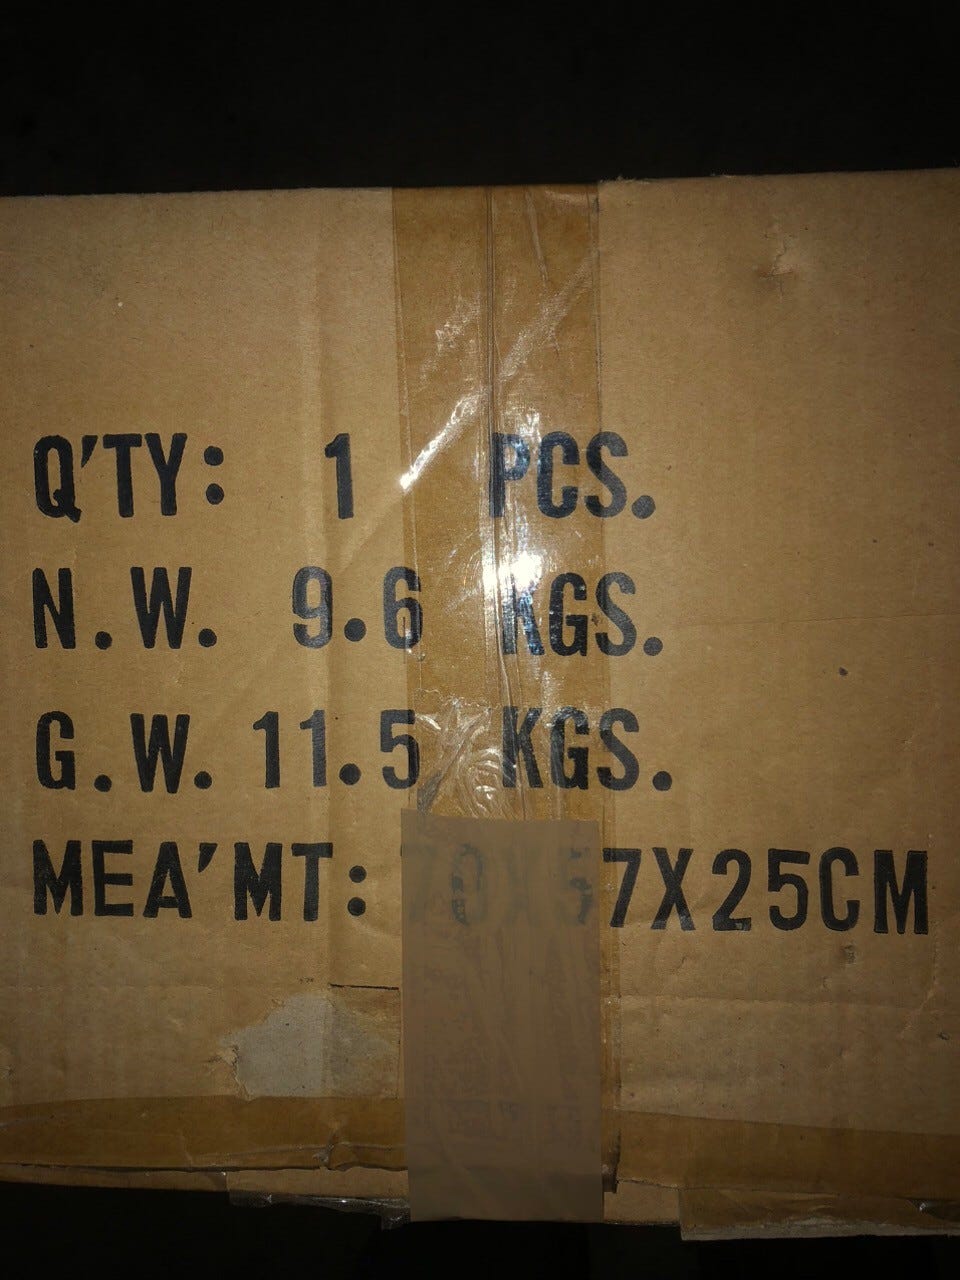 Q'TY: 1 PCS.
N.W. 9.6 KGS.
G.W. 11.5 KGS.
MEA'MT: